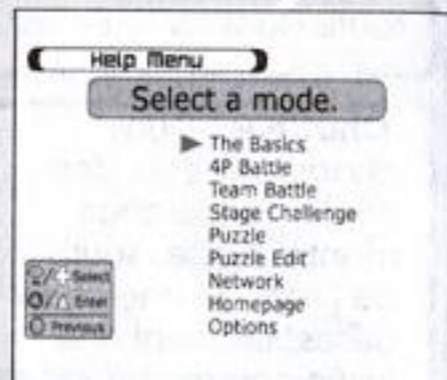 Help Menu
Select a mode.
The Basics
4P Battle
Team Battle
Stage Challenge
Puzzle
Puzzle Edit
Network
Homepage
Options
Select
Enter
Previous